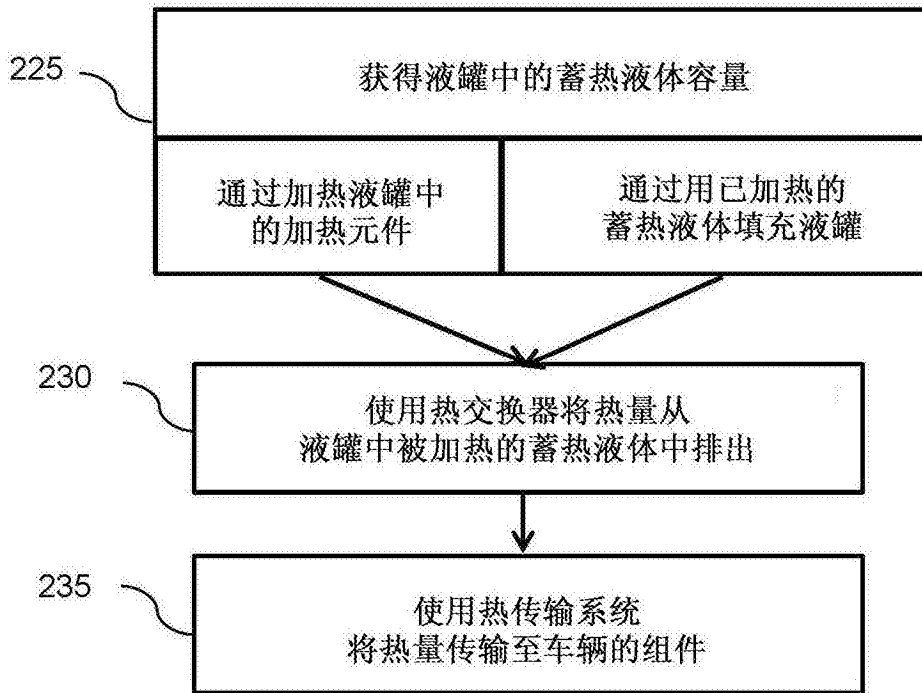 225
获得液罐中的蓄热液体容量
通过加热液罐中
的加热元件
通过用已加热的
蓄热液体填充液罐
230
使用热交换器将热量从
液罐中被加热的蓄热液体中排出
235
使用热传输系统
将热量传输至车辆的组件